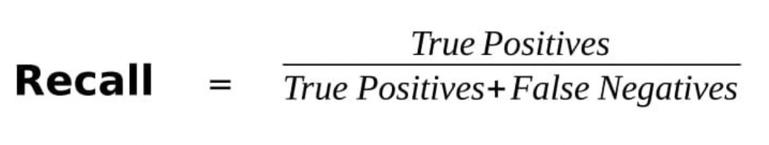 True Positives
Recall =
True Positives+False Negatives